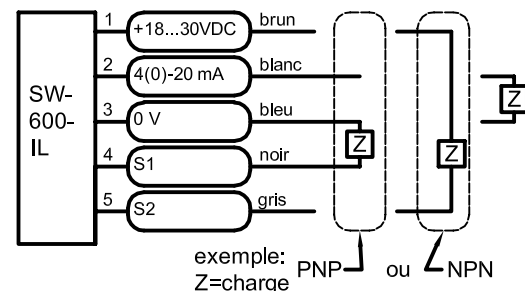 1 +18...30VDC brun
2 4(0)-20 mA blanc
SW-
600-
IL
3 0 V bleu
4 S1 noir
5 S2 gris
Z
Z
Z
exemple:
Z=charge
PNP ou NPN